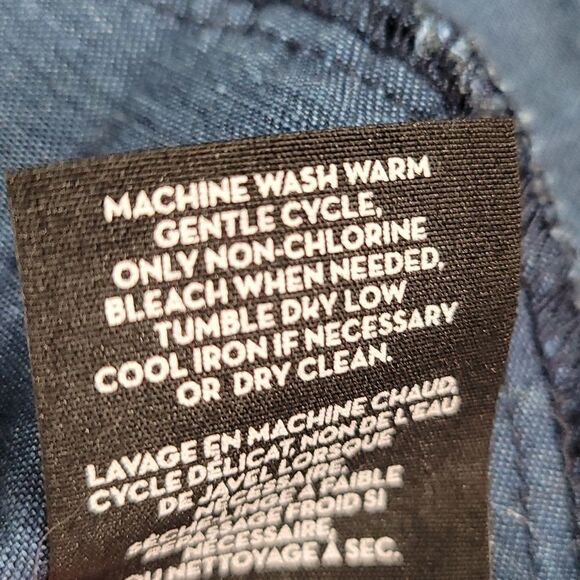 MACHINE WASH WARM
GENTLE CYCLE,
ONLY NON-CHLORINE
BLEACH WHEN NEEDED,
TUMBLE DRY LOW
COOL IRON IF NECESSARY
OR DRY CLEAN.
LAVAGE EN MACHINE CHAUD,
CYCLE DÉLICAT, NON DE L'EAU
DE JAVEL LORSQUE
NÉCESSAIRE,
À FAIBLE
FROID SI
NÉCESSAIRE,
OU NETTOYAGE À SEC.